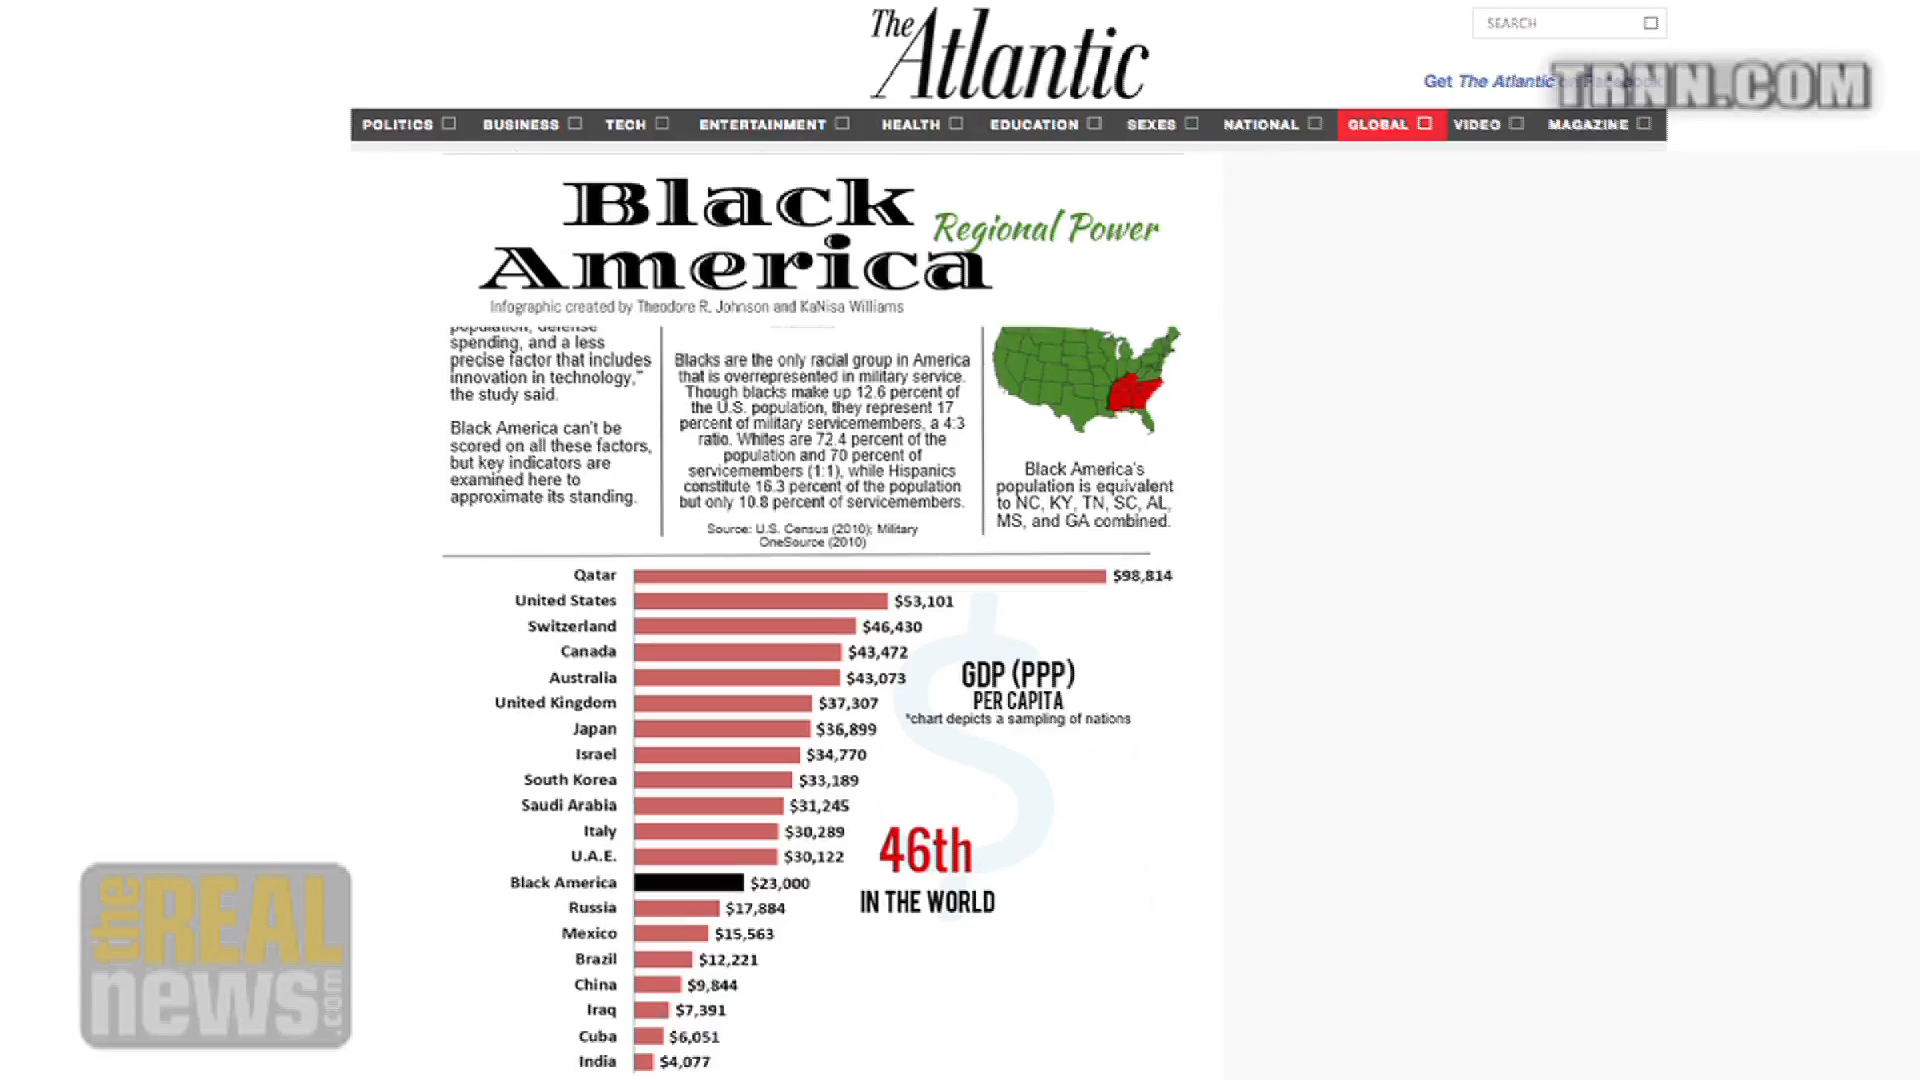 The Atlantic
SEARCH
Get The Atlantic on Facebook
TRNN.COM
POLITICS BUSINESS TECH ENTERTAINMENT HEALTH EDUCATION SEXES NATIONAL GLOBAL VIDEO MAGAZINE
Black
America
Regional Power
Infographic created by Theodore R. Johnson and KaNisa Williams
population, defense
spending, and a less
precise factor that includes
innovation in technology,"
the study said.
Black America can't be
scored on all these factors,
but key indicators are
examined here to
approximate its standing.
Blacks are the only racial group in America
that is overrepresented in military service.
Though blacks make up 12.6 percent of
the U.S. population, they represent 17
percent of military servicemembers, a 4:3
ratio. Whites are 72.4 percent of the
population and 70 percent of
servicemembers (1:1), while Hispanics
constitute 16.3 percent of the population
but only 10.8 percent of servicemembers.
Source: U.S. Census (2010); Military
OneSource (2010)
Black America's
population is equivalent
to NC, KY, TN, SC, AL,
MS, and GA combined.
Qatar $98,814
United States $53,101
Switzerland $46,430
Canada $43,472
Australia $43,073
United Kingdom $37,307
Japan $36,899
Israel $34,770
South Korea $33,189
Saudi Arabia $31,245
Italy $30,289
U.A.E. $30,122
Black America $23,000
Russia $17,884
Mexico $15,563
Brazil $12,221
China $9,844
Iraq $7,391
Cuba $6,051
India $4,077
$
GDP (PPP)
PER CAPITA
*chart depicts a sampling of nations
46th
IN THE WORLD
the REAL
news.com